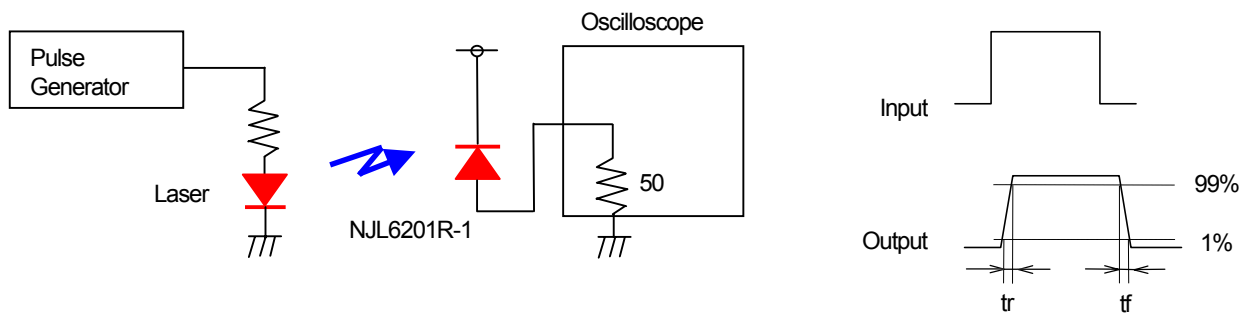 Oscilloscope
Pulse
Generator
Laser
NJL6201R-1
50
Input
Output
99%
1%
tr
tf